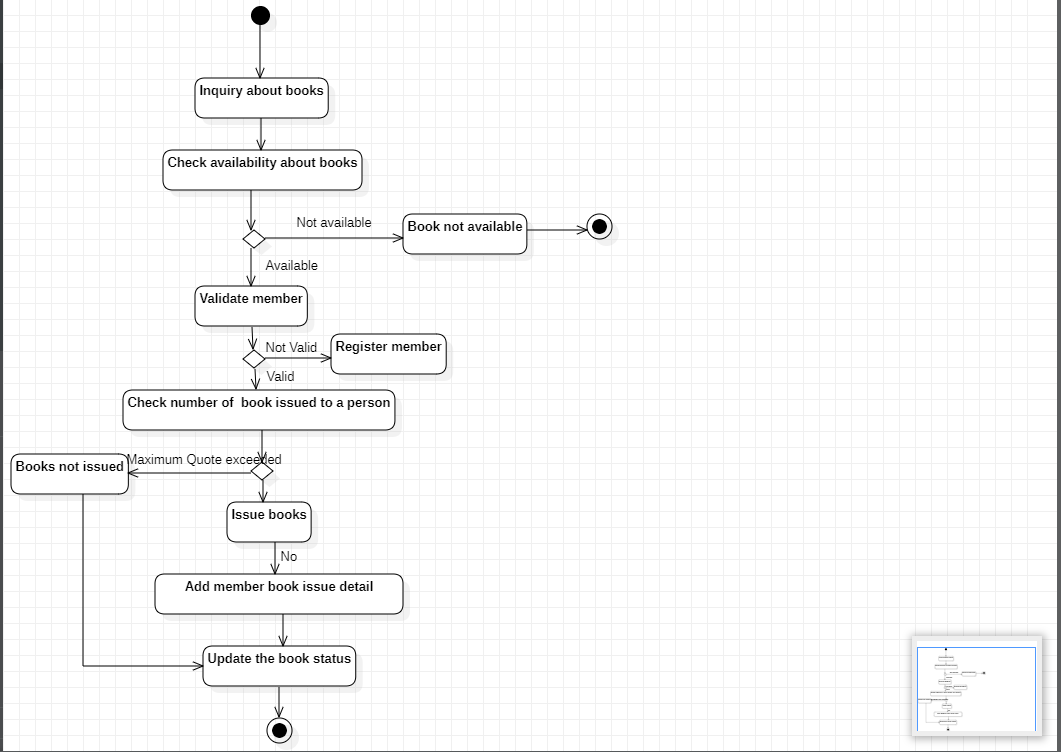 Inquiry about books
Check availability about books
Not available
Book not available
Available
Validate member
Not Valid
Register member
Valid
Check number of  book issued to a person
Maximum Quote exceeded
Books not issued
Issue books
No
Add member book issue detail
Update the book status